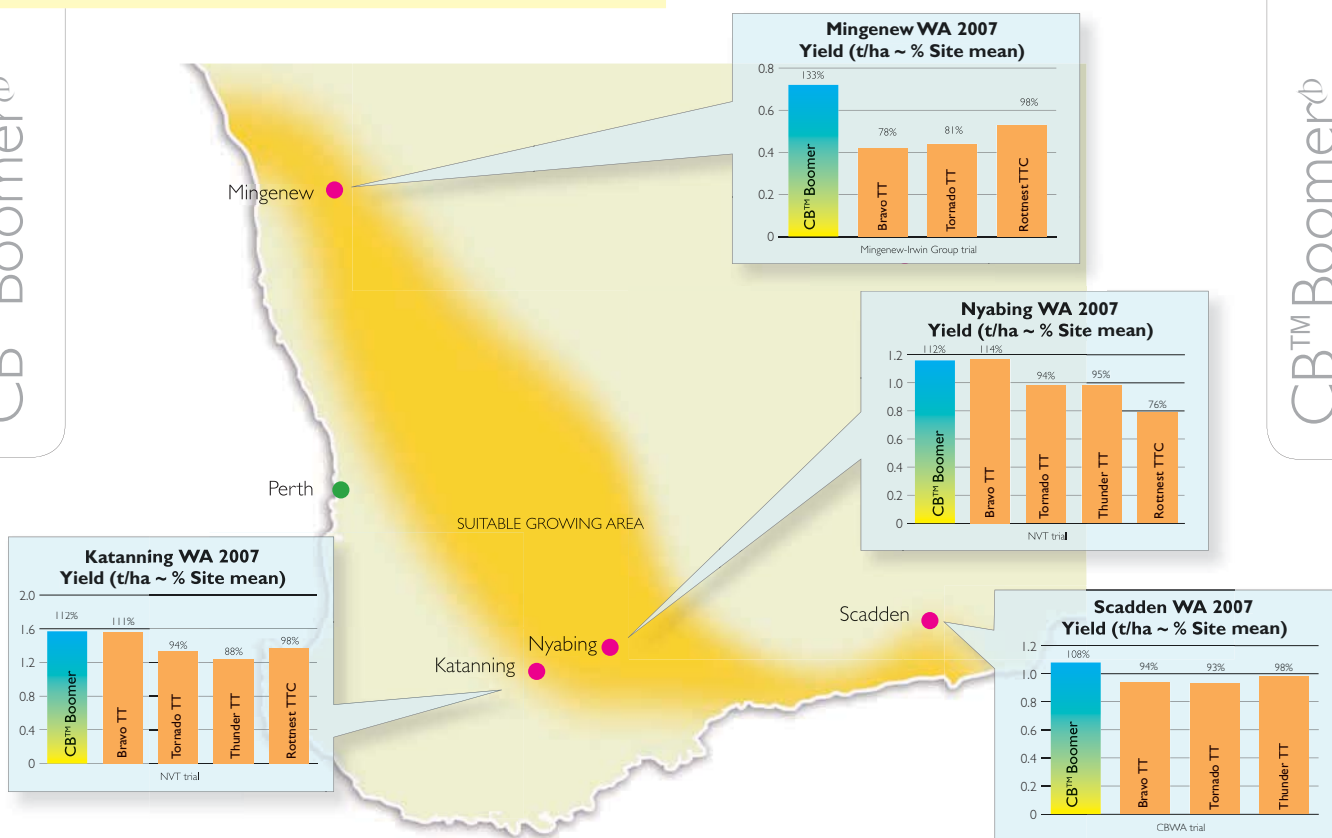 CB Boomer
CB™ Boomer
Mingenew WA 2007
Yield (t/ha ~ % Site mean)
0.8
0.6
0.4
0.2
0
133%
78%
81%
98%
CB™ Boomer
Bravo TT
Tornado TT
Rottnest TTC
Mingenew-Irwin Group trial
Mingenew
Nyabing WA 2007
Yield (t/ha ~ % Site mean)
1.2
1.0
0.8
0.6
0.4
0.2
0
112%
114%
94%
95%
76%
CB™ Boomer
Bravo TT
Tornado TT
Thunder TT
Rottnest TTC
NVT trial
Perth
SUITABLE GROWING AREA
Katanning WA 2007
Yield (t/ha ~ % Site mean)
2.0
1.6
1.2
0.8
0.4
0
112%
111%
94%
88%
98%
CB™ Boomer
Bravo TT
Tornado TT
Thunder TT
Rottnest TTC
NVT trial
Scadden
Nyabing
Katanning
Scadden WA 2007
Yield (t/ha ~ % Site mean)
1.2
1.0
0.8
0.6
0.4
0.2
0
108%
94%
93%
98%
CB™ Boomer
Bravo TT
Tornado TT
Thunder TT
CBWA trial